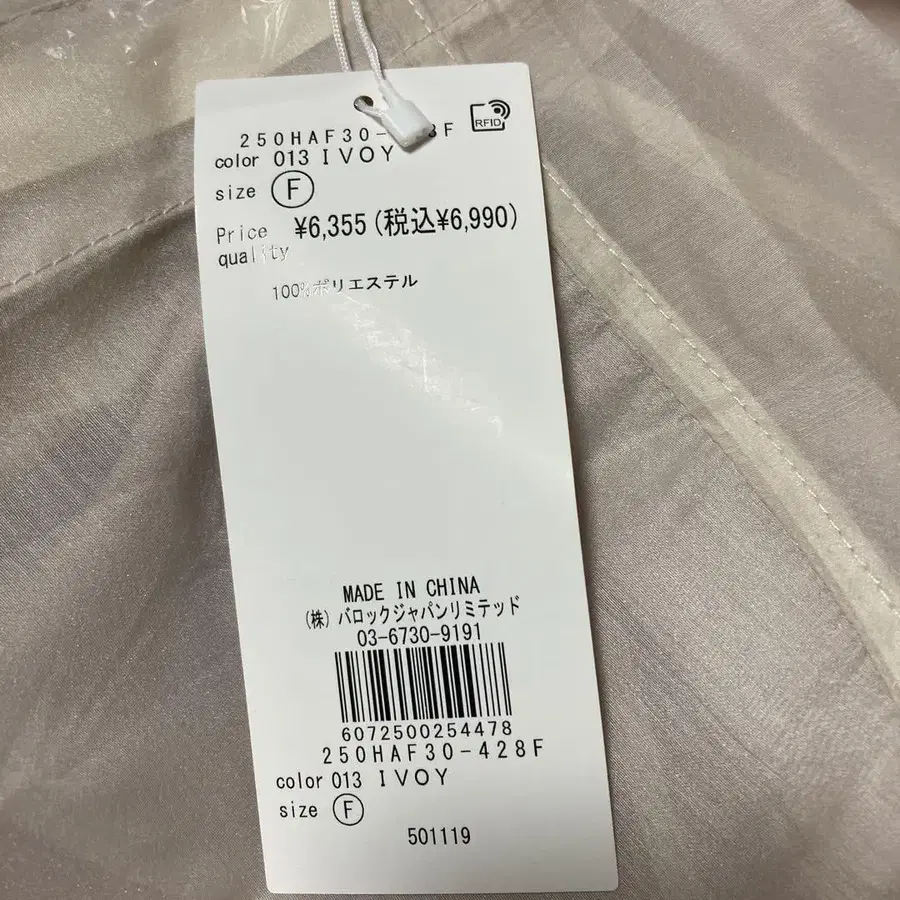 RFID
250HAF30-428F
color 013 IVOY
size F
Price ¥6,355 (税込¥6,990)
quality
100%ポリエステル
MADE IN CHINA
(株) バロックジャパンリミテッド
03-6730-9191
6072500254478
250HAF30-428F
color 013 IVOY
size F
501119